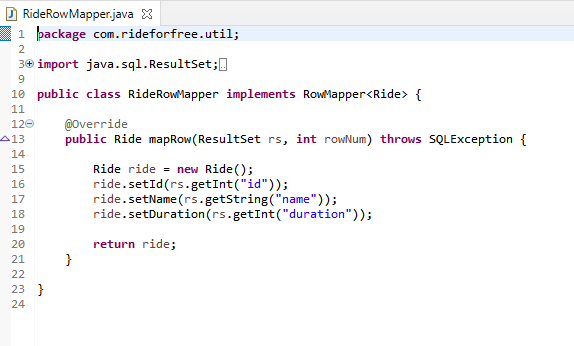 RideRowMapper.java
1 package com.rideforfree.util;
2
3 import java.sql.ResultSet;
9
10 public class RideRowMapper implements RowMapper<Ride> {
11
12 @Override
13 public Ride mapRow(ResultSet rs, int rowNum) throws SQLException {
14
15 Ride ride = new Ride();
16 ride.setId(rs.getInt("id"));
17 ride.setName(rs.getString("name"));
18 ride.setDuration(rs.getInt("duration"));
19
20 return ride;
21 }
22
23 }
24